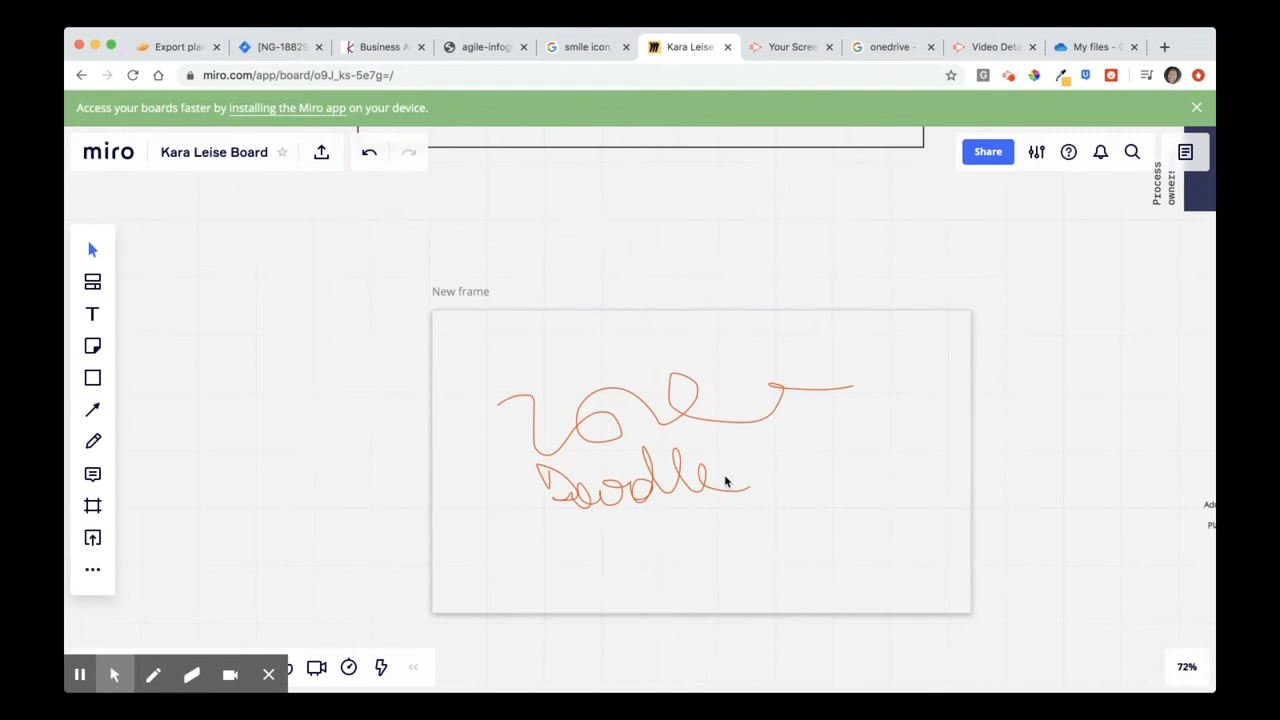 Export plan
[NG-18829
Business A
agile-infog
smile icon -
Kara Leise
Your Scree
onedrive -
Video Deta
My files -
miro.com/app/board/o9J_ks-5e7g=/
Access your boards faster by installing the Miro app on your device.
miro Kara Leise Board Share
Process
owners
T
New frame
Doodle
72%